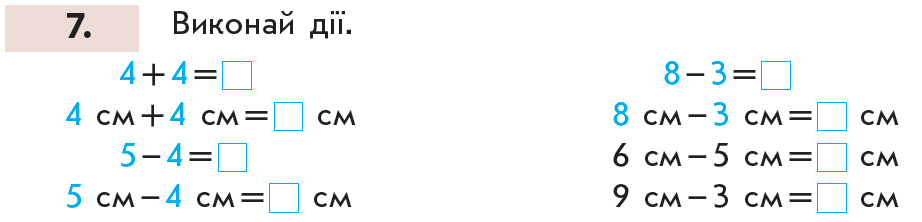 7. Виконай дії.
4+4=□
4 см+4 см=□ см
5−4=□
5 см−4 см=□ см
8−3=□
8 см−3 см=□ см
6 см−5 см=□ см
9 см−3 см=□ см